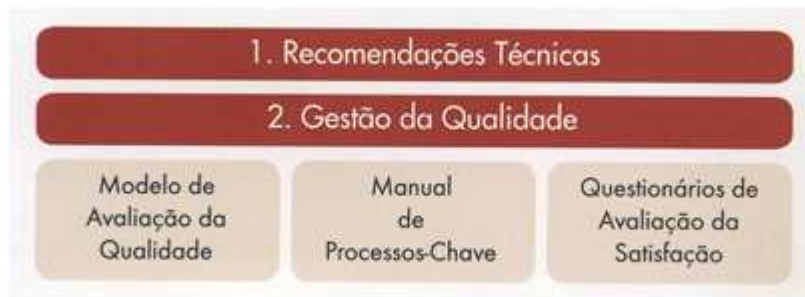 1. Recomendações Técnicas
2. Gestão da Qualidade
Modelo de
Avaliação da
Qualidade
Manual
de
Processos-Chave
Questionários de
Avaliação da
Satisfação